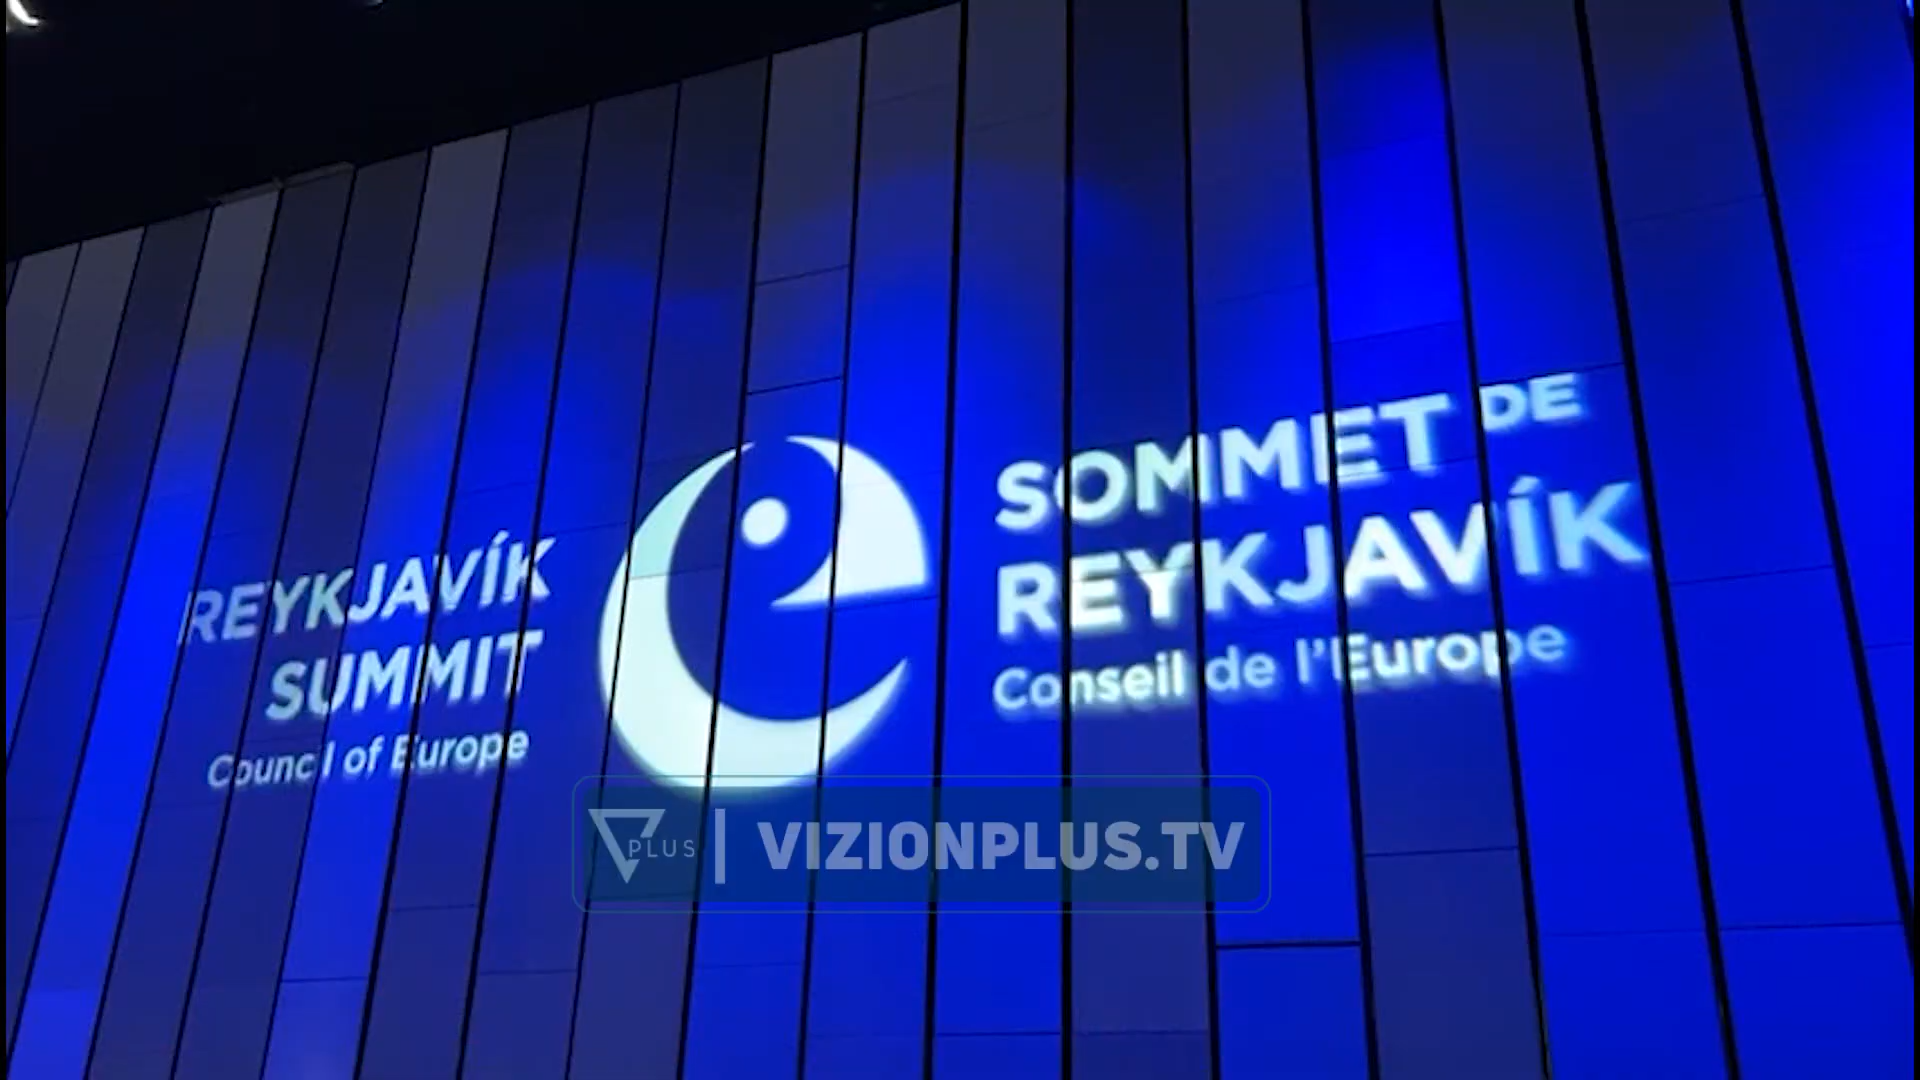 REYKJAVÍK
SUMMIT
Council of Europe
SOMMET DE
REYKJAVÍK
Conseil de l'Europe
PLUS | VIZIONPLUS.TV